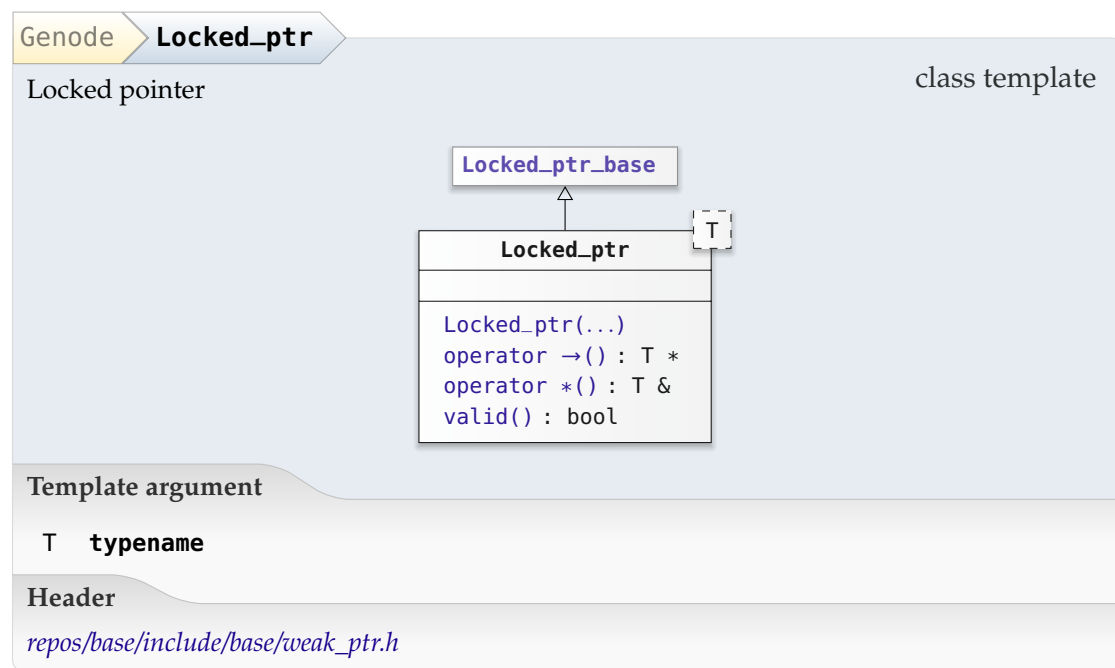 Genode Locked_ptr
Locked pointer
class template
Locked_ptr_base
T
Locked_ptr
Locked_ptr(...)
operator →() : T *
operator *() : T &
valid() : bool
Template argument
T typename
Header
repos/base/include/base/weak_ptr.h